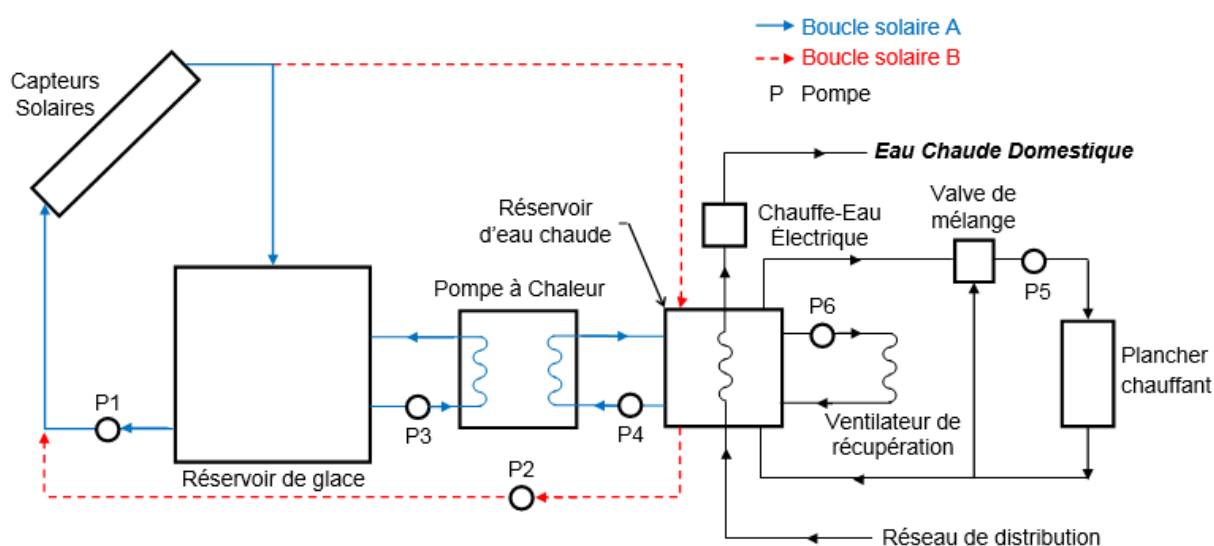 Boucle solaire A
Boucle solaire B
P Pompe
Capteurs
Solaires
Eau Chaude Domestique
Réservoir
d'eau chaude
Chauffe-Eau
Électrique
Valve de
mélange
Pompe à Chaleur
P5
P6
Plancher
chauffant
P1
P3
P4
Ventilateur de
récupération
Réservoir de glace
P2
Réseau de distribution